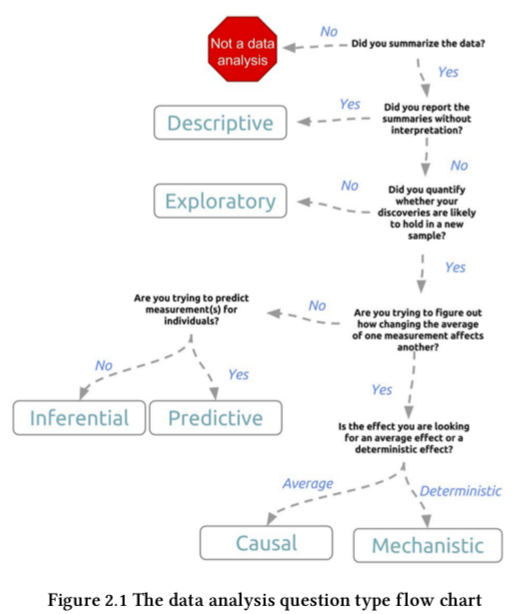 No
Did you summarize the data?
Not a data
analysis
Yes
Yes
Did you report the
summaries without
interpretation?
Descriptive
No
No
Did you quantify
whether your
discoveries are likely
to hold in a new
sample?
Exploratory
Yes
Are you trying to predict
measurement(s) for
individuals?
No
Are you trying to figure out
how changing the average
of one measurement affects
another?
No
Yes
Yes
Inferential
Predictive
Is the effect you are looking
for an average effect or a
deterministic effect?
Average
Deterministic
Causal
Mechanistic
Figure 2.1 The data analysis question type flow chart